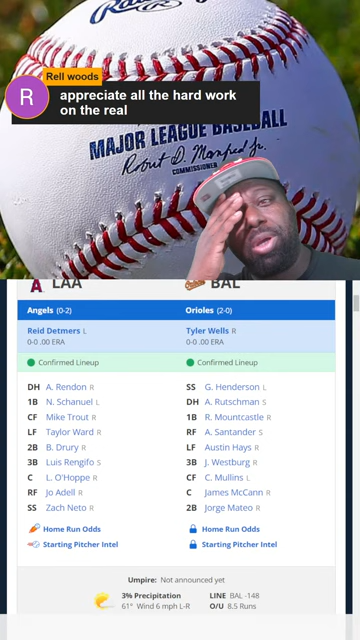 Rawlings
Rell woods
R
appreciate all the hard work
on the real
MAJOR LEAGUE BASEBALL
Robert D. Manfred Jr.
COMMISSIONER
LAA
BAL
Angels (0-2)
Orioles (2-0)
Reid Detmers L
Tyler Wells R
0-0 .00 ERA
0-0 .00 ERA
Confirmed Lineup
Confirmed Lineup
DH A. Rendon R
SS G. Henderson L
1B N. Schanuel L
DH A. Rutschman S
CF Mike Trout R
1B R. Mountcastle R
LF Taylor Ward R
RF A. Santander S
2B B. Drury R
LF Austin Hays R
3B Luis Rengifo S
3B J. Westburg R
C L. O'Hoppe R
CF C. Mullins L
RF Jo Adell R
C James McCann R
SS Zach Neto R
2B Jorge Mateo R
Home Run Odds
Home Run Odds
Starting Pitcher Intel
Starting Pitcher Intel
Umpire: Not announced yet
3% Precipitation
LINE BAL -148
61° Wind 6 mph L-R
O/U 8.5 Runs